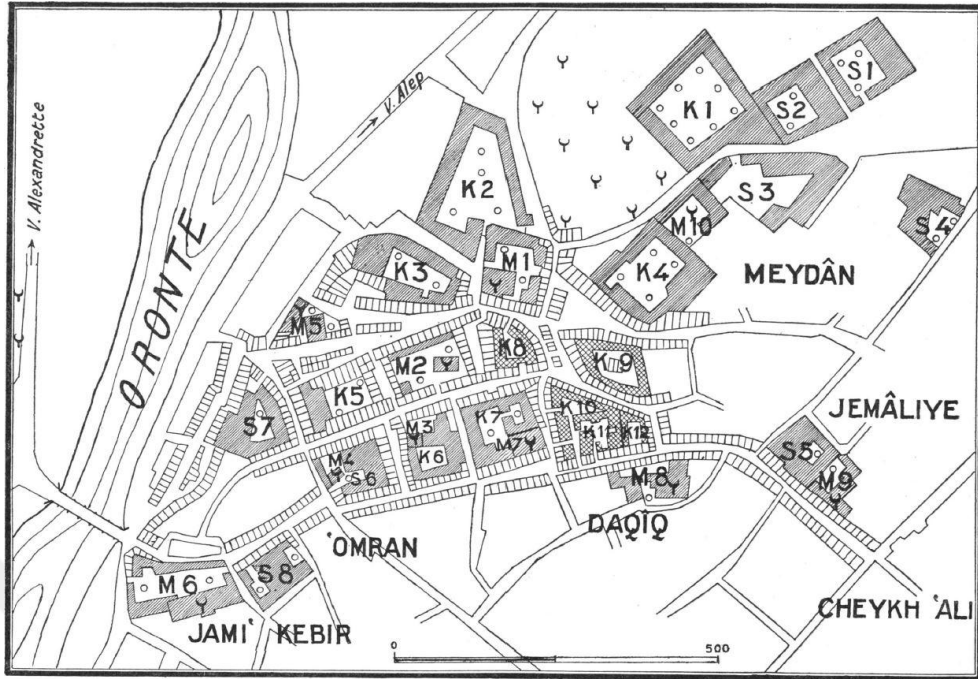 V. Alexandrette
ORONTE
V. Alep
K1
S2
S1
K2
S3
M10
S4
K3
M1
K4
MEYDÂN
M5
M2
K8
K9
K5
JEMÂLIYE
S7
M3
K6
K7
M7
K10
K11
K12
M4
S6
S5
M9
M8
DAQÎQ
'OMRAN
M6
S8
JAMI' KEBIR
CHEYKH 'ALI
0 500